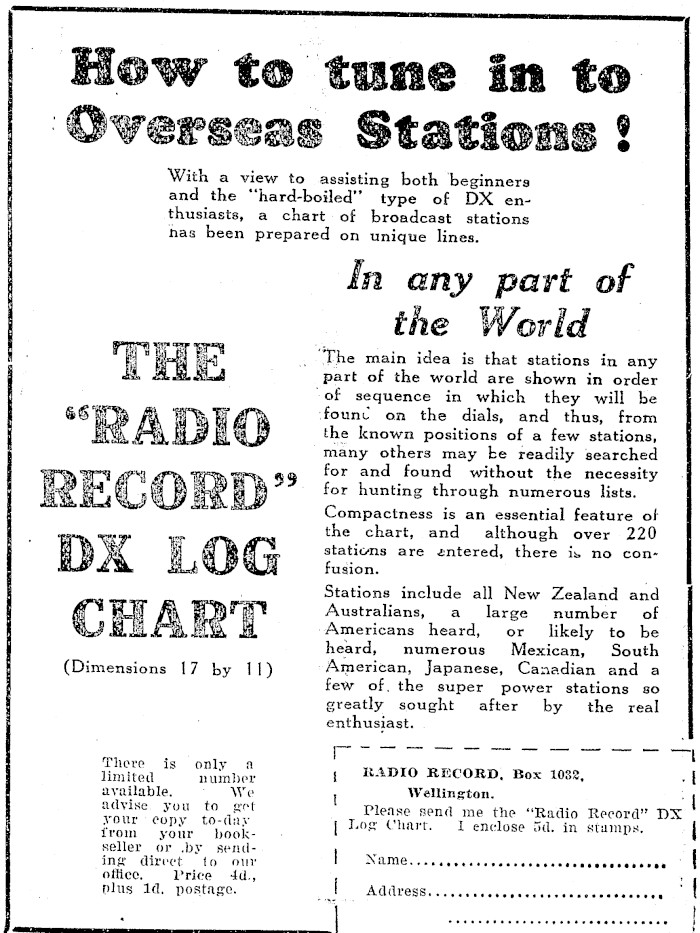 How to tune in to
Overseas Stations!
With a view to assisting both beginners
and the "hard-boiled" type of DX en-
thusiasts, a chart of broadcast stations
has been prepared on unique lines.
In any part of
the World
THE
"RADIO
RECORD"
DX LOG
CHART
(Dimensions 17 by 11)
The main idea is that stations in any
part of the world are shown in order
of sequence in which they will be
found on the dials, and thus, from
the known positions of a few stations,
many others may be readily searched
for and found without the necessity
for hunting through numerous lists.
Compactness is an essential feature of
the chart, and although over 220
stations are entered, there is no con-
fusion.
Stations include all New Zealand and
Australians, a large number of
Americans heard, or likely to be
heard, numerous Mexican, South
American, Japanese, Canadian and a
few of the super power stations so
greatly sought after by the real
enthusiast.
There is only a
limited number
available. We
advise you to get
your copy to-day
from your book-
seller or by send-
ing direct to our
office. Price 4d.,
plus 1d. postage.
RADIO RECORD, Box 1032,
Wellington.
Please send me the "Radio Record" DX
Log Chart. I enclose 5d. in stamps.
Name..............................
Address..............................
..............................